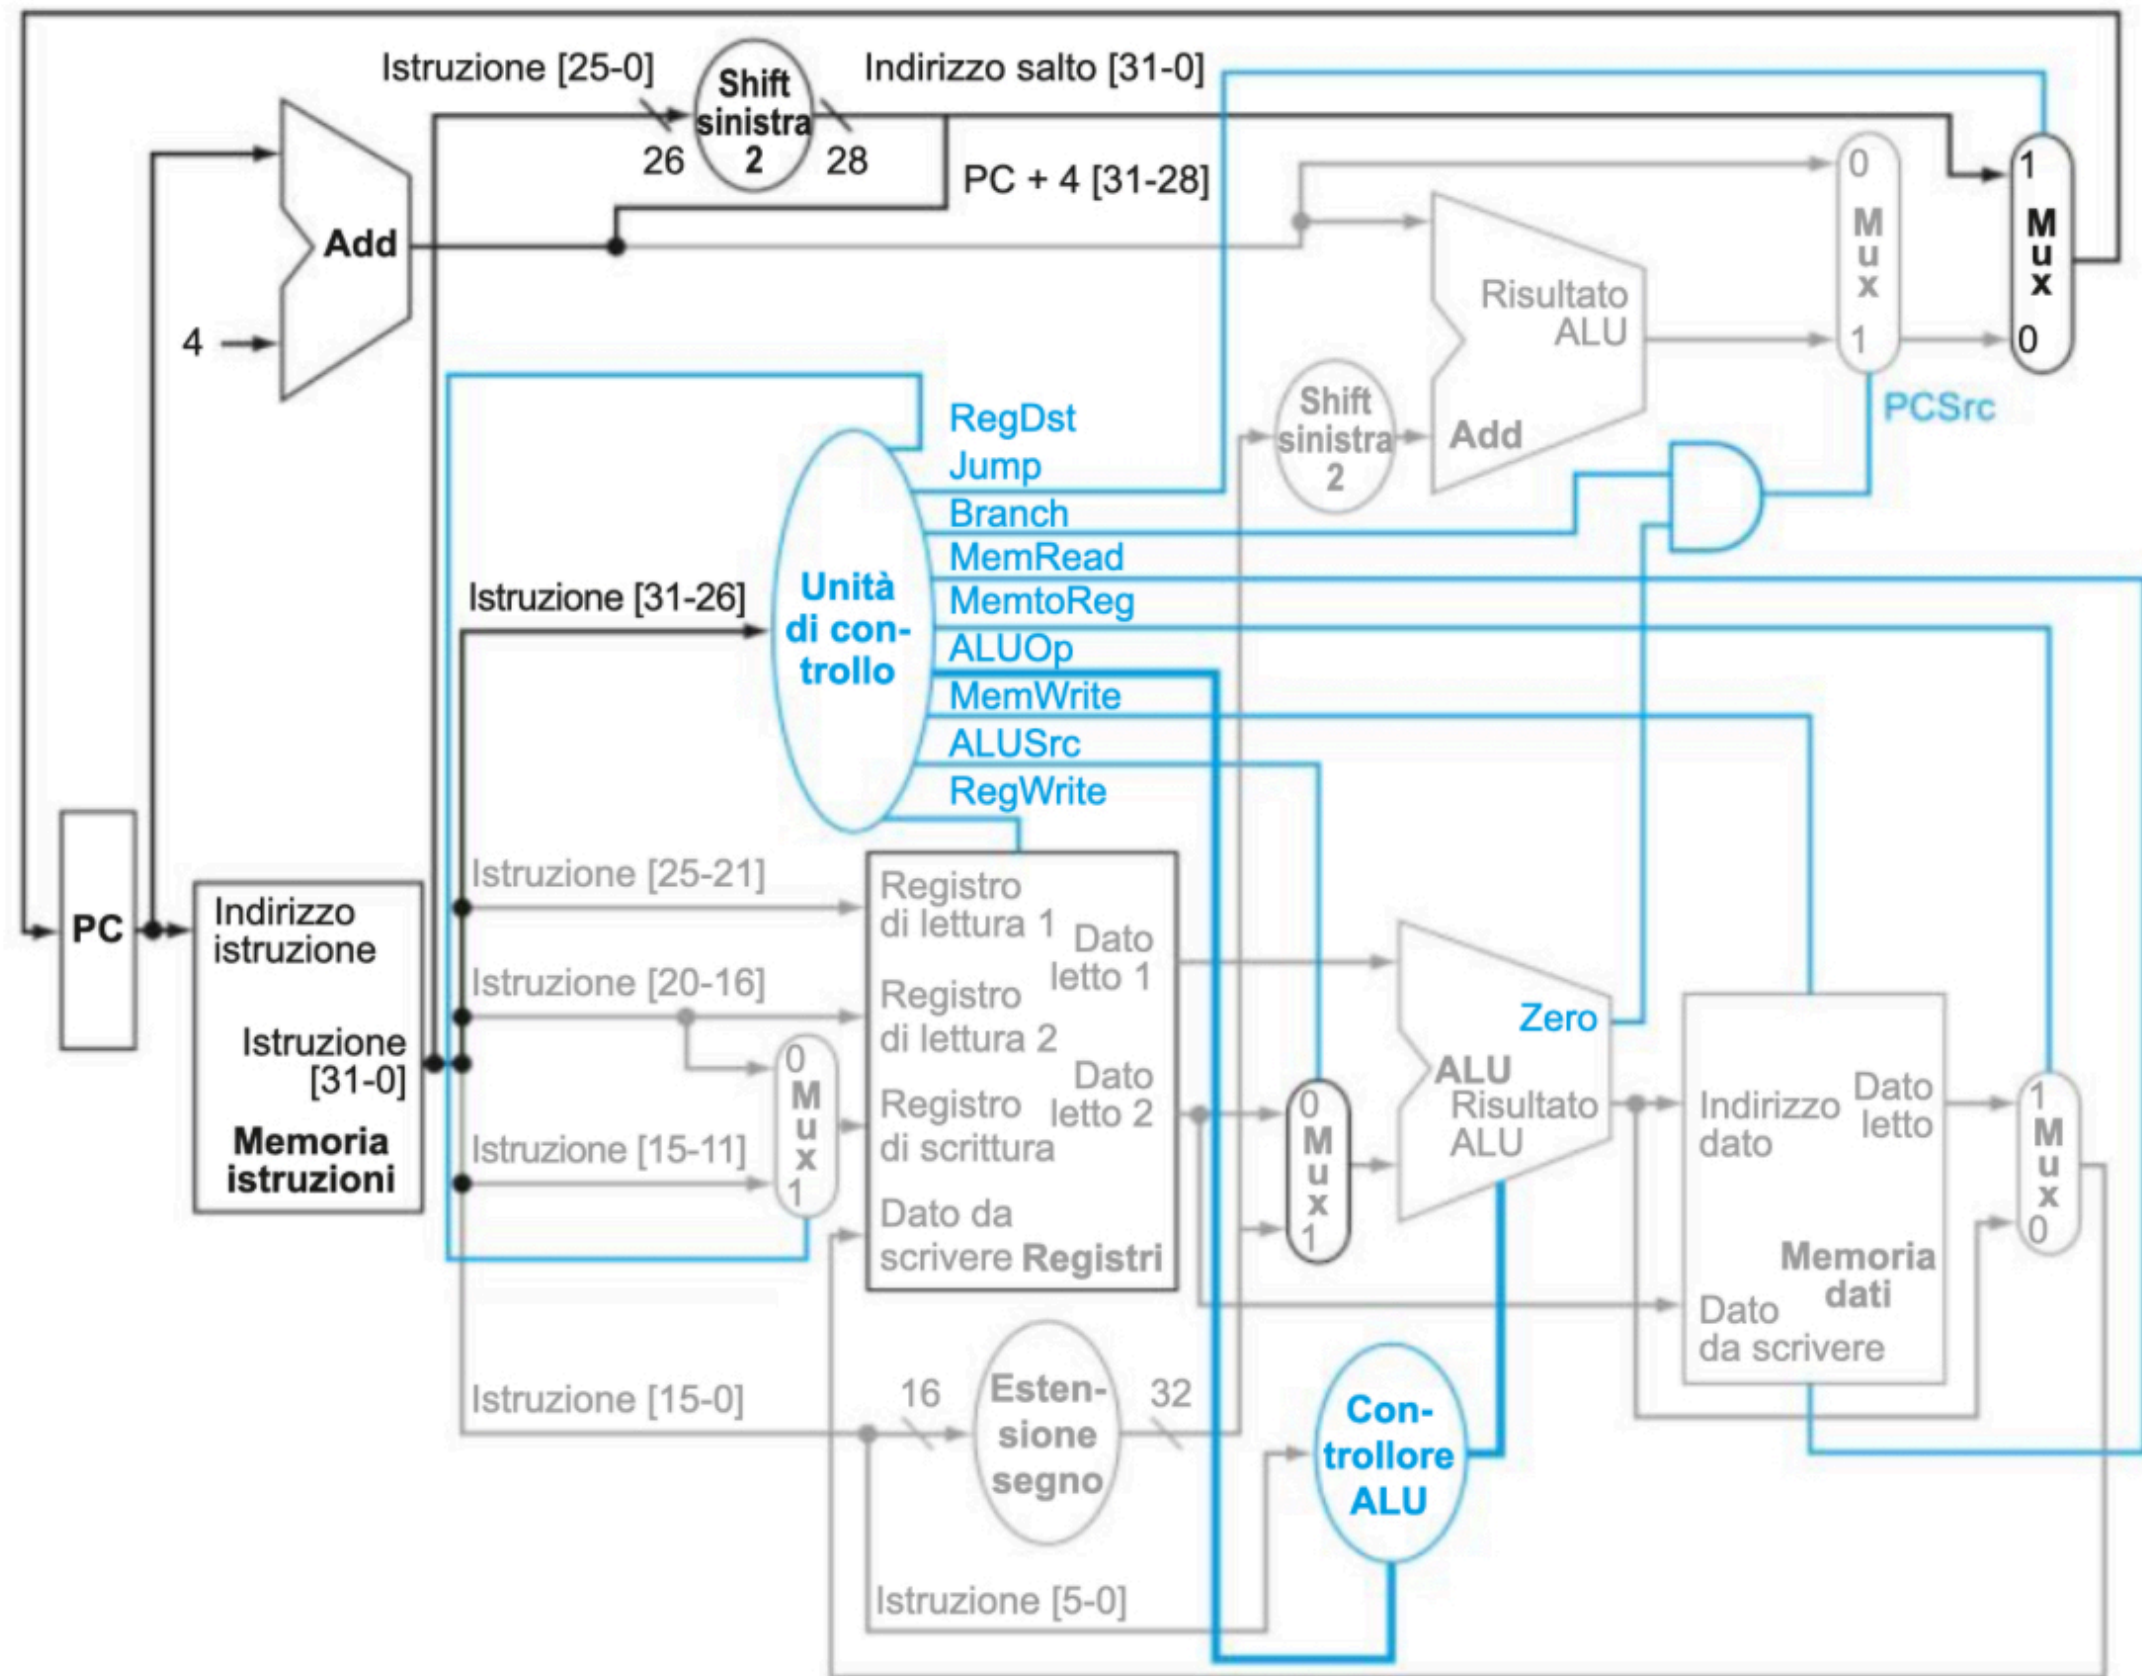 Istruzione [25-0]
Shift
sinistra
2
26
28
Indirizzo salto [31-0]
PC + 4 [31-28]
Add
4
0
M
u
x
1
1
M
u
x
0
Risultato
ALU
Add
Shift
sinistra
2
PCSrc
RegDst
Jump
Branch
MemRead
MemtoReg
ALUOp
MemWrite
ALUSrc
RegWrite
Unità
di con-
trollo
Istruzione [31-26]
Istruzione [25-21]
Istruzione [20-16]
Istruzione [15-11]
Istruzione [15-0]
Istruzione [5-0]
PC
Indirizzo
istruzione
Istruzione
[31-0]
Memoria
istruzioni
0
M
u
x
1
Registro
di lettura 1
Registro
di lettura 2
Registro
di scrittura
Dato da
scrivere
Registri
Dato
letto 1
Dato
letto 2
0
M
u
x
1
Zero
ALU
Risultato
ALU
Indirizzo
dato
Dato
letto
Memoria
dati
Dato
da scrivere
1
M
u
x
0
16
Esten-
sione
segno
32
Con-
trollore
ALU